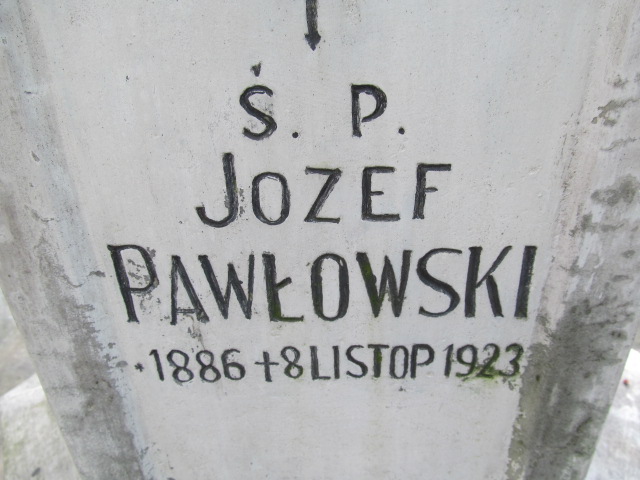 Ś. P.
JOZEF
PAWŁOWSKI
*1886 +8 LISTOP 1923